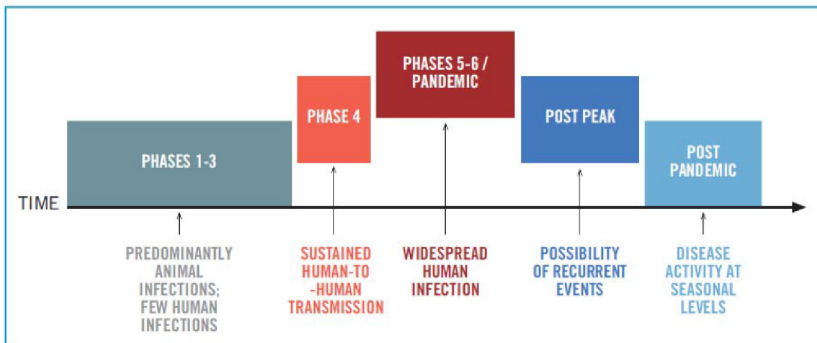 PHASES 5-6 /
PANDEMIC
PHASE 4
POST PEAK
PHASES 1-3
POST
PANDEMIC
TIME
PREDOMINANTLY
ANIMAL
INFECTIONS;
FEW HUMAN
INFECTIONS
SUSTAINED
HUMAN-TO
-HUMAN
TRANSMISSION
WIDESPREAD
HUMAN
INFECTION
POSSIBILITY
OF RECURRENT
EVENTS
DISEASE
ACTIVITY AT
SEASONAL
LEVELS